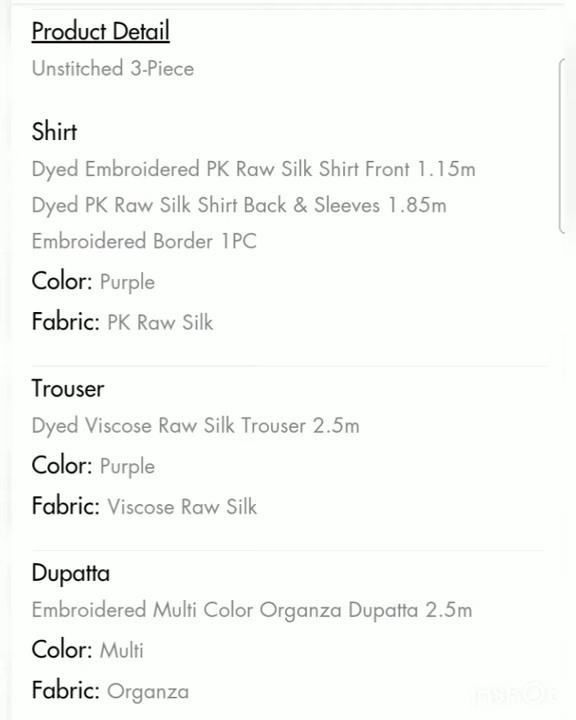 Product Detail
Unstitched 3-Piece
Shirt
Dyed Embroidered PK Raw Silk Shirt Front 1.15m
Dyed PK Raw Silk Shirt Back & Sleeves 1.85m
Embroidered Border 1PC
Color: Purple
Fabric: PK Raw Silk
Trouser
Dyed Viscose Raw Silk Trouser 2.5m
Color: Purple
Fabric: Viscose Raw Silk
Dupatta
Embroidered Multi Color Organza Dupatta 2.5m
Color: Multi
Fabric: Organza